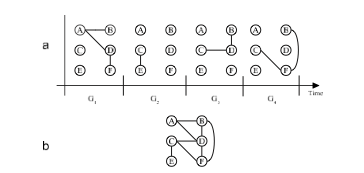 a
A B A B A B A B
C D C D C D C D
E F E F E F E F
G1 G2 G3 G4 Time
b
A B
C D
E F